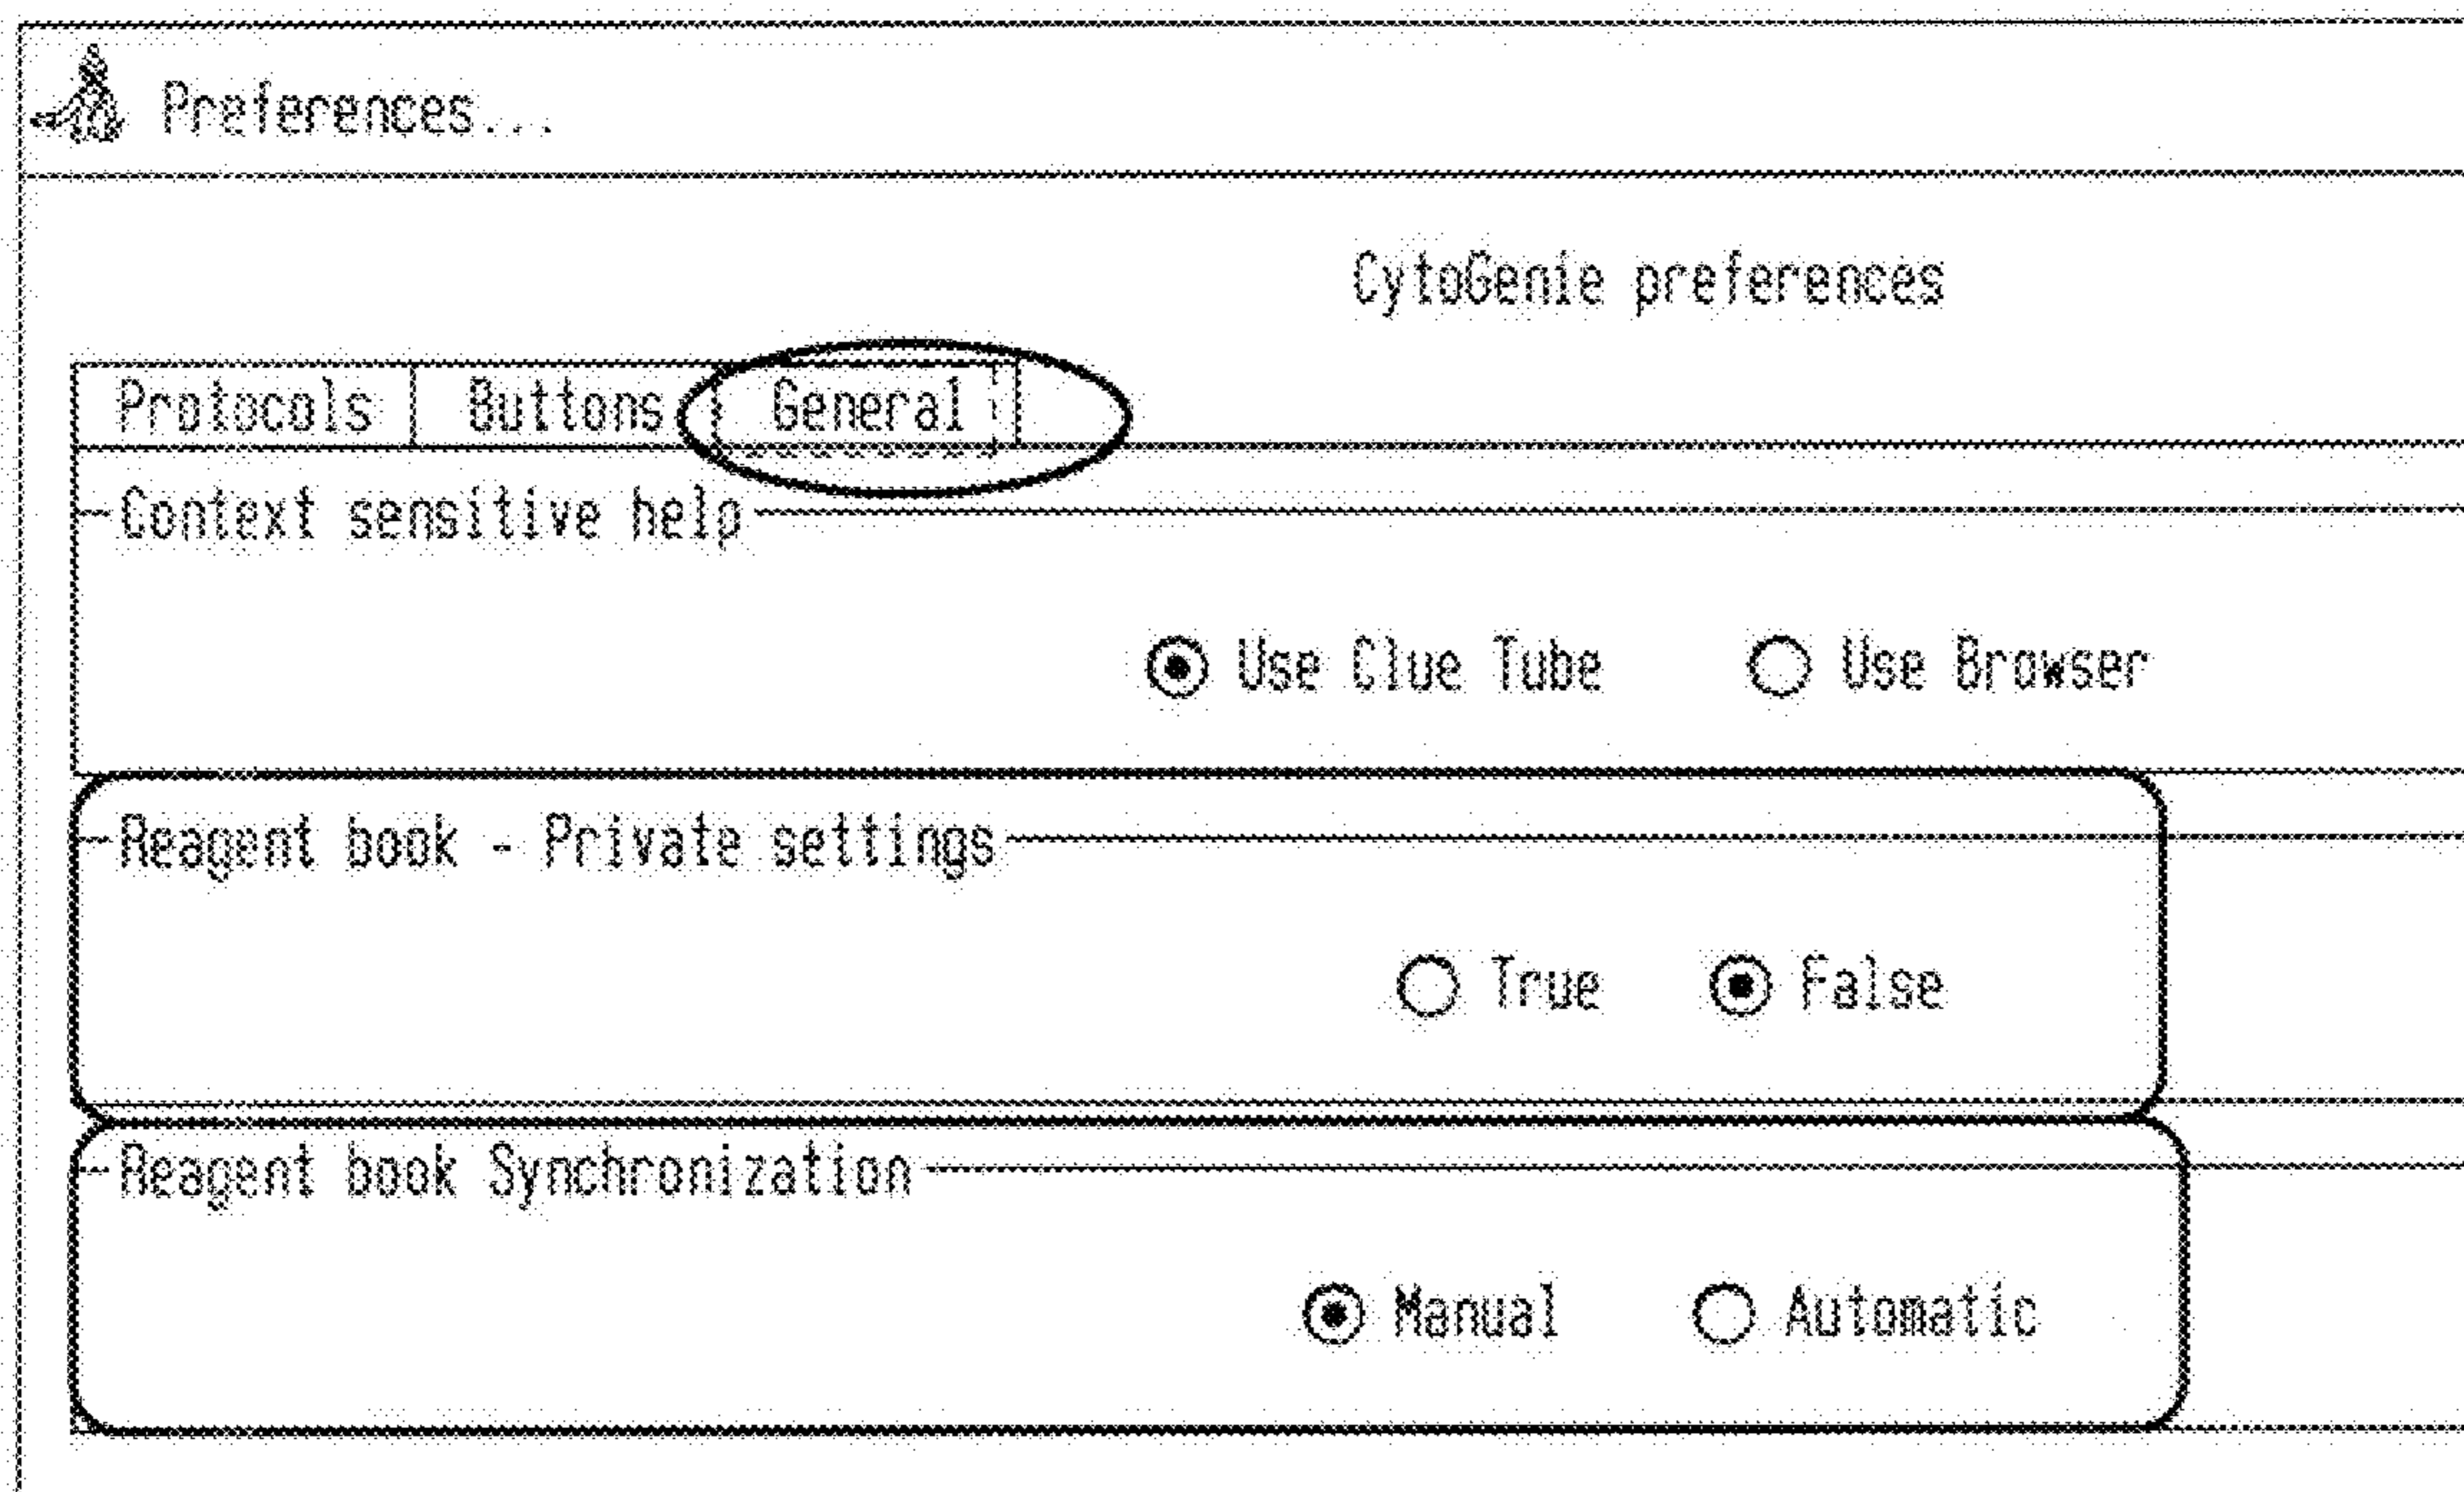 Preferences...
CytoGenie preferences
Protocols Buttons General
Context sensitive help
Use Clue Tube Use Browser
Reagent book - Private settings
True False
Reagent book Synchronization
Manual Automatic